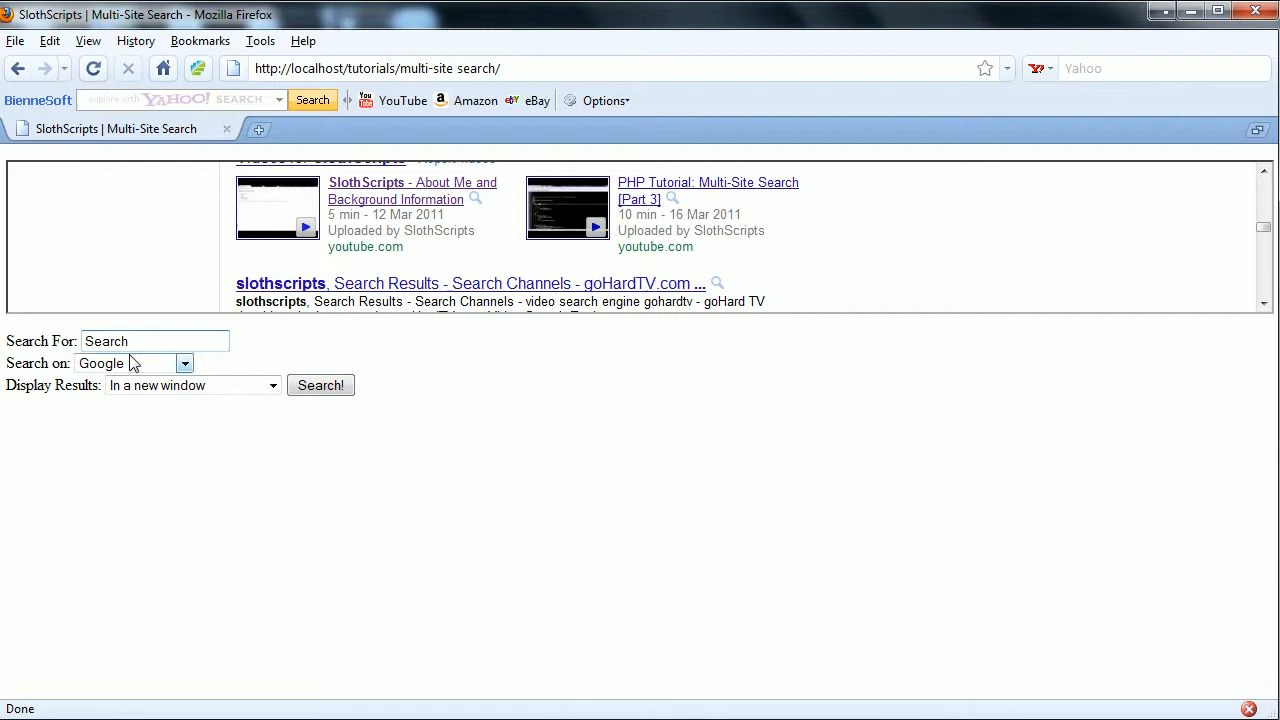 SlothScripts | Multi-Site Search - Mozilla Firefox
File Edit View History Bookmarks Tools Help
http://localhost/tutorials/multi-site search/ Yahoo
BienneSoft explore with YAHOO! SEARCH Search YouTube Amazon eBay Options
SlothScripts | Multi-Site Search
SlothScripts - About Me and
Background Information
5 min - 12 Mar 2011
Uploaded by SlothScripts
youtube.com
PHP Tutorial: Multi-Site Search
[Part 3]
10 min - 16 Mar 2011
Uploaded by SlothScripts
youtube.com
slothscripts, Search Results - Search Channels - goHardTV.com ...
slothscripts, Search Results - Search Channels - video search engine gohardtv - goHard TV
Search For: Search
Search on: Google
Display Results: In a new window Search!
Done